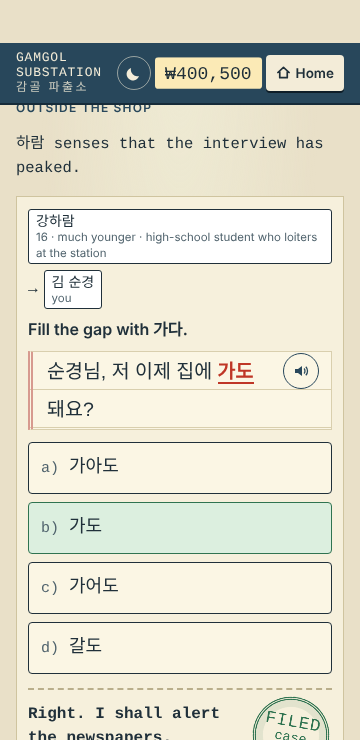 GAMGOL
SUBSTATION
감골 파출소
₩400,500
Home
OUTSIDE THE SHOP
하람 senses that the interview has
peaked.
강하람
16 · much younger · high-school student who loiters
at the station
→ 김 순경
you
Fill the gap with 가다.
순경님, 저 이제 집에 가도
돼요?
a) 가아도
b) 가도
c) 가어도
d) 갈도
Right. I shall alert
the newspapers.
FILED
case